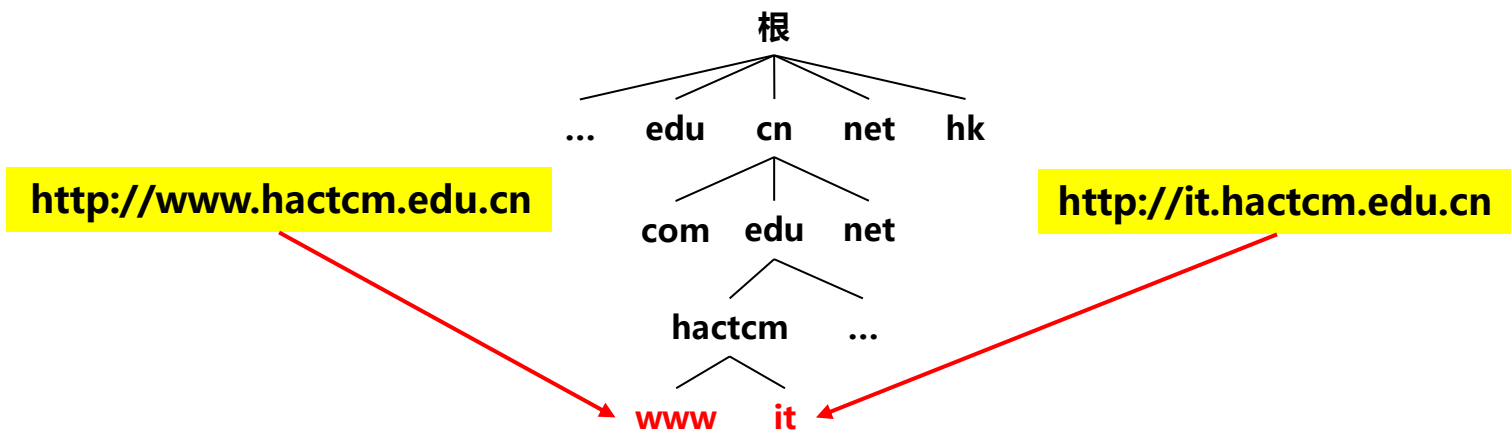 根
... edu cn net hk
http://www.hactcm.edu.cn
http://it.hactcm.edu.cn
com edu net
hactcm ...
www it